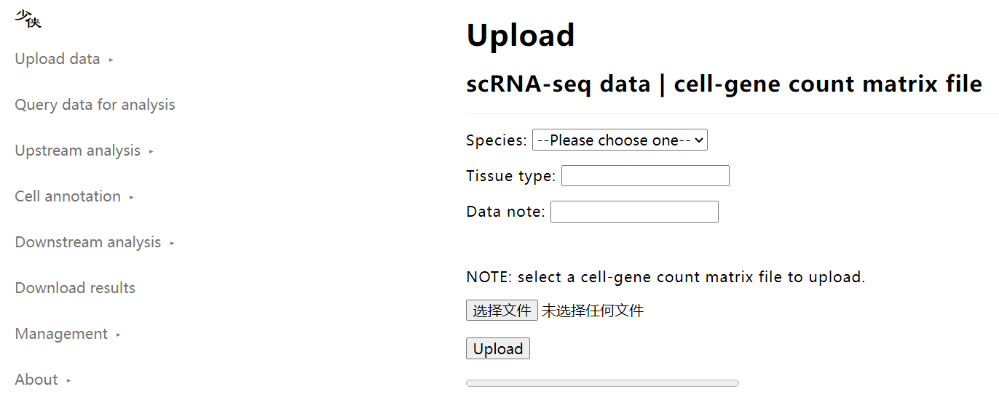 少侠
Upload data ▸
Query data for analysis
Upstream analysis ▸
Cell annotation ▸
Downstream analysis ▸
Download results
Management ▸
About ▸
Upload
scRNA-seq data | cell-gene count matrix file
Species: --Please choose one--
Tissue type:
Data note:
NOTE: select a cell-gene count matrix file to upload.
选择文件 未选择任何文件
Upload